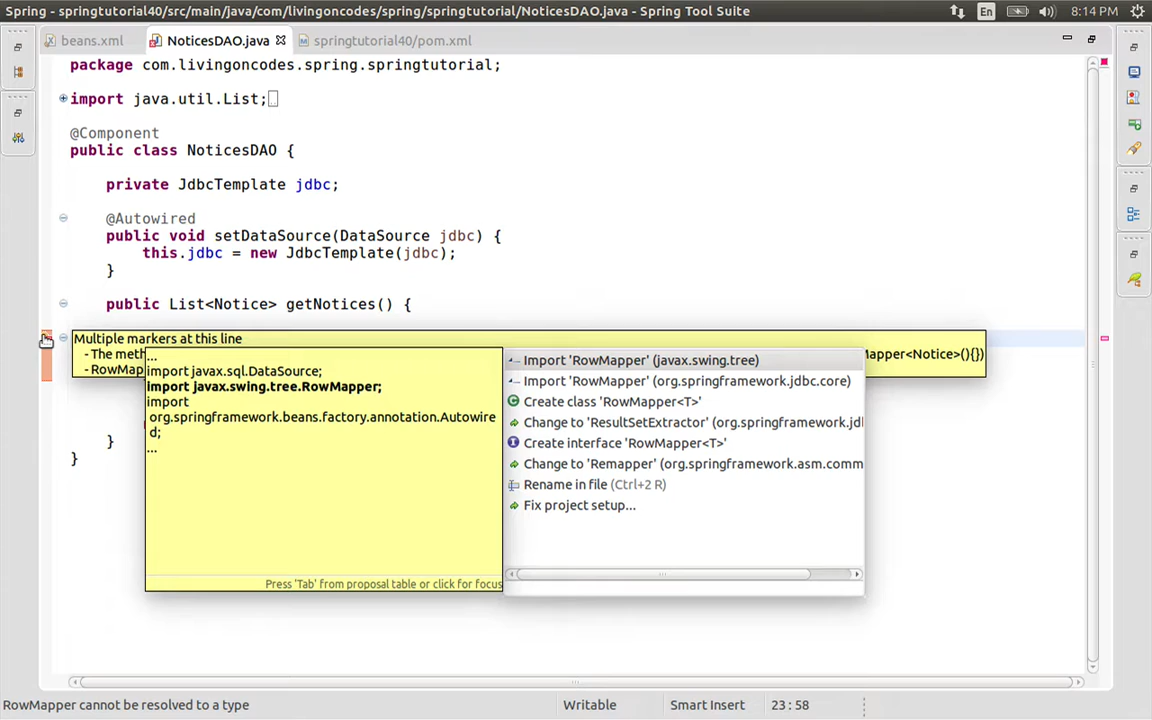 Spring - springtutorial40/src/main/java/com/livingoncodes/spring/springtutorial/NoticesDAO.java - Spring Tool Suite
En
8:14 PM
beans.xml
NoticesDAO.java
springtutorial40/pom.xml
package com.livingoncodes.spring.springtutorial;
import java.util.List;
@Component
public class NoticesDAO {
private JdbcTemplate jdbc;
@Autowired
public void setDataSource(DataSource jdbc) {
this.jdbc = new JdbcTemplate(jdbc);
}
public List<Notice> getNotices() {
Multiple markers at this line
- The meth
apper<Notice>(){})
- RowMap
...
import javax.sql.DataSource;
import javax.swing.tree.RowMapper;
import
org.springframework.beans.factory.annotation.Autowire
d;
...
Press 'Tab' from proposal table or click for focus
Import 'RowMapper' (javax.swing.tree)
Import 'RowMapper' (org.springframework.jdbc.core)
Create class 'RowMapper<T>'
Change to 'ResultSetExtractor' (org.springframework.jd
Create interface 'RowMapper<T>'
Change to 'Remapper' (org.springframework.asm.comm
Rename in file (Ctrl+2 R)
Fix project setup...
}
}
RowMapper cannot be resolved to a type
Writable
Smart Insert
23 : 58